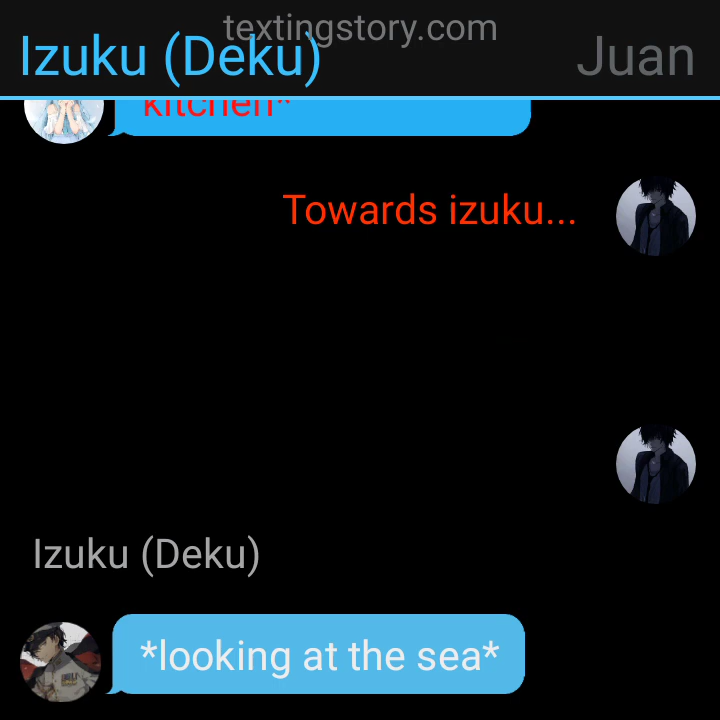 textingstory.com
Izuku (Deku)
Juan
kitchen*
Towards izuku...
Izuku (Deku)
*looking at the sea*